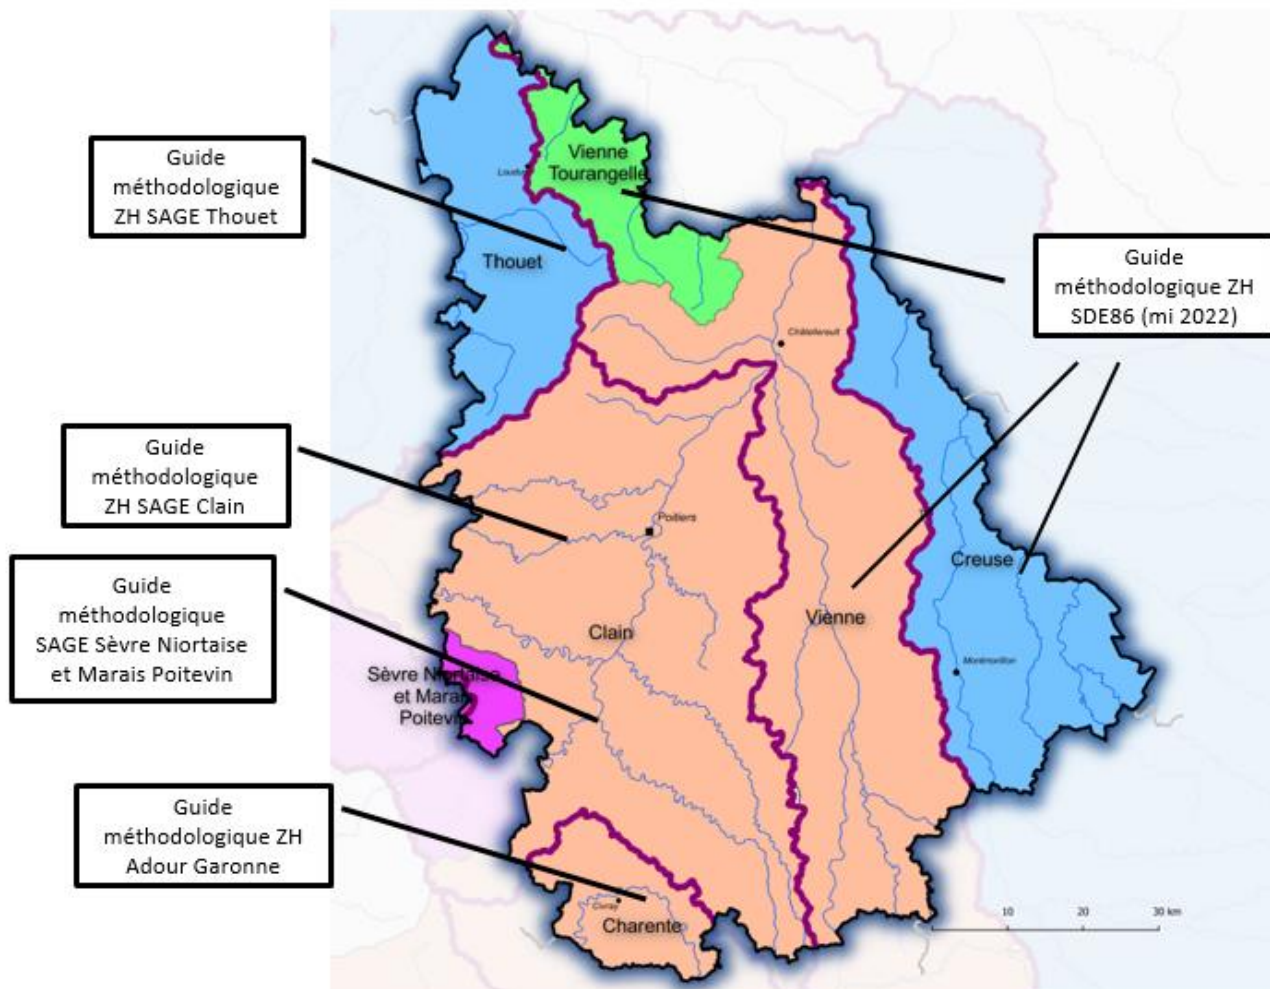 Guide
méthodologique
ZH SAGE Thouet
Vienne
Tourangelle
Loudun
Thouet
Guide
méthodologique ZH
SDE86 (mi 2022)
Châtellerault
Guide
méthodologique
ZH SAGE Clain
Poitiers
Creuse
Guide
méthodologique
SAGE Sèvre Niortaise
et Marais Poitevin
Clain
Vienne
Montmorillon
Sèvre Niortaise
et Marais
Poitevin
Guide
méthodologique ZH
Adour Garonne
Civray
Charente
10 20 30 km